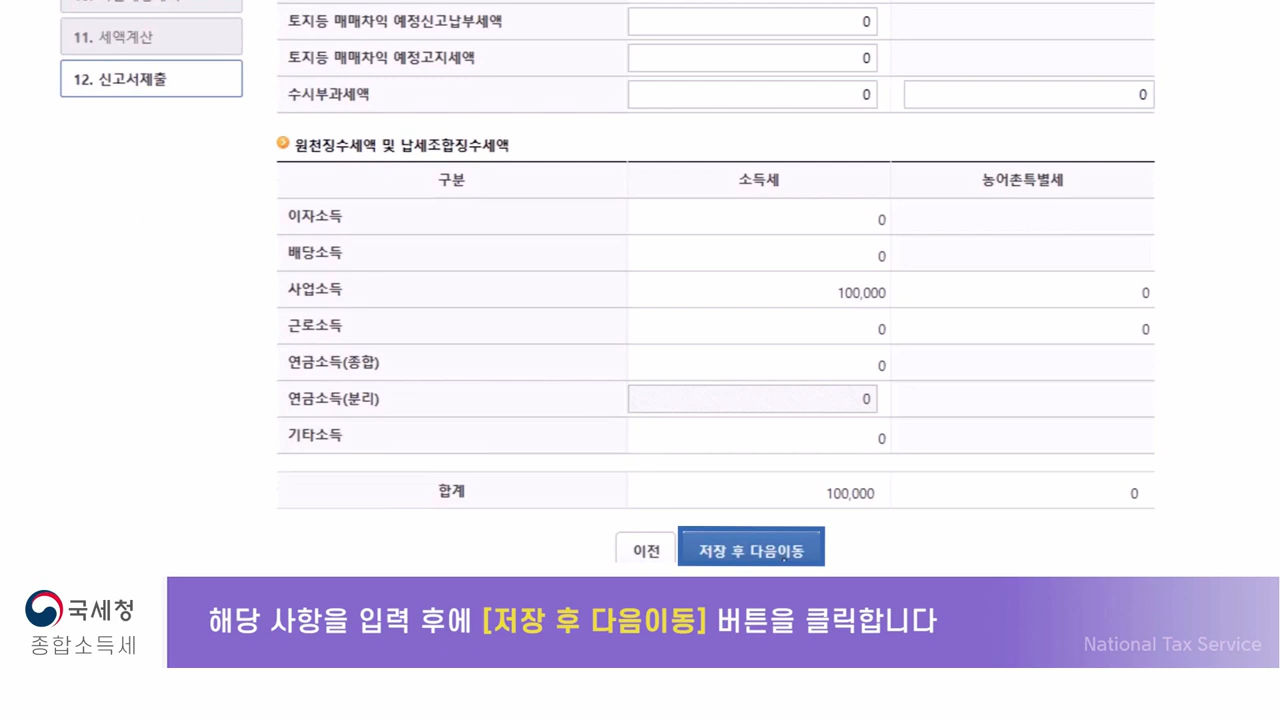 11. 세액계산
12. 신고서제출
토지등 매매차익 예정신고납부세액 0
토지등 매매차익 예정고지세액 0
수시부과세액 0 0
원천징수세액 및 납세조합징수세액
구분 소득세 농어촌특별세
이자소득 0
배당소득 0
사업소득 100,000 0
근로소득 0 0
연금소득(종합) 0
연금소득(분리) 0
기타소득 0
합계 100,000 0
이전 저장 후 다음이동
국세청
종합소득세
해당 사항을 입력 후에 [저장 후 다음이동] 버튼을 클릭합니다
National Tax Service